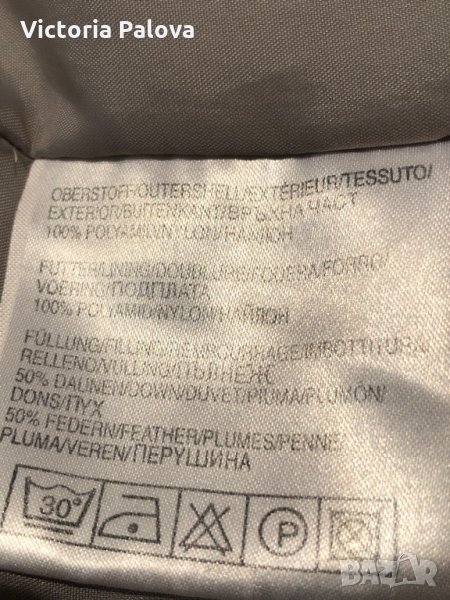 Victoria Palova
OBERSTOFF/OUTERSHELL/EXTÉRIEUR/TESSUTO/
EXTERIOR/BUITENKANT/ВРЪХНА ЧАСТ
100% POLYAMID/NYLON/НАЙЛОН
FUTTER/LINING/DOUBLURE/FODERA/FORRO/
VOERING/ПОДПЛАТА
100% POLYAMID/NYLON/НАЙЛОН
FÜLLUNG/FILLING/REMBOURRAGE/IMBOTTITURA/
RELLENO/VULLING/ПЪЛНЕЖ
50% DAUNEN/DOWN/DUVET/PIUMA/PLUMÓN/
DONS/ПУХ
50% FEDERN/FEATHER/PLUMES/PENNE
PLUMA/VEREN/ПЕРУШИНА
30° P
BAZAR